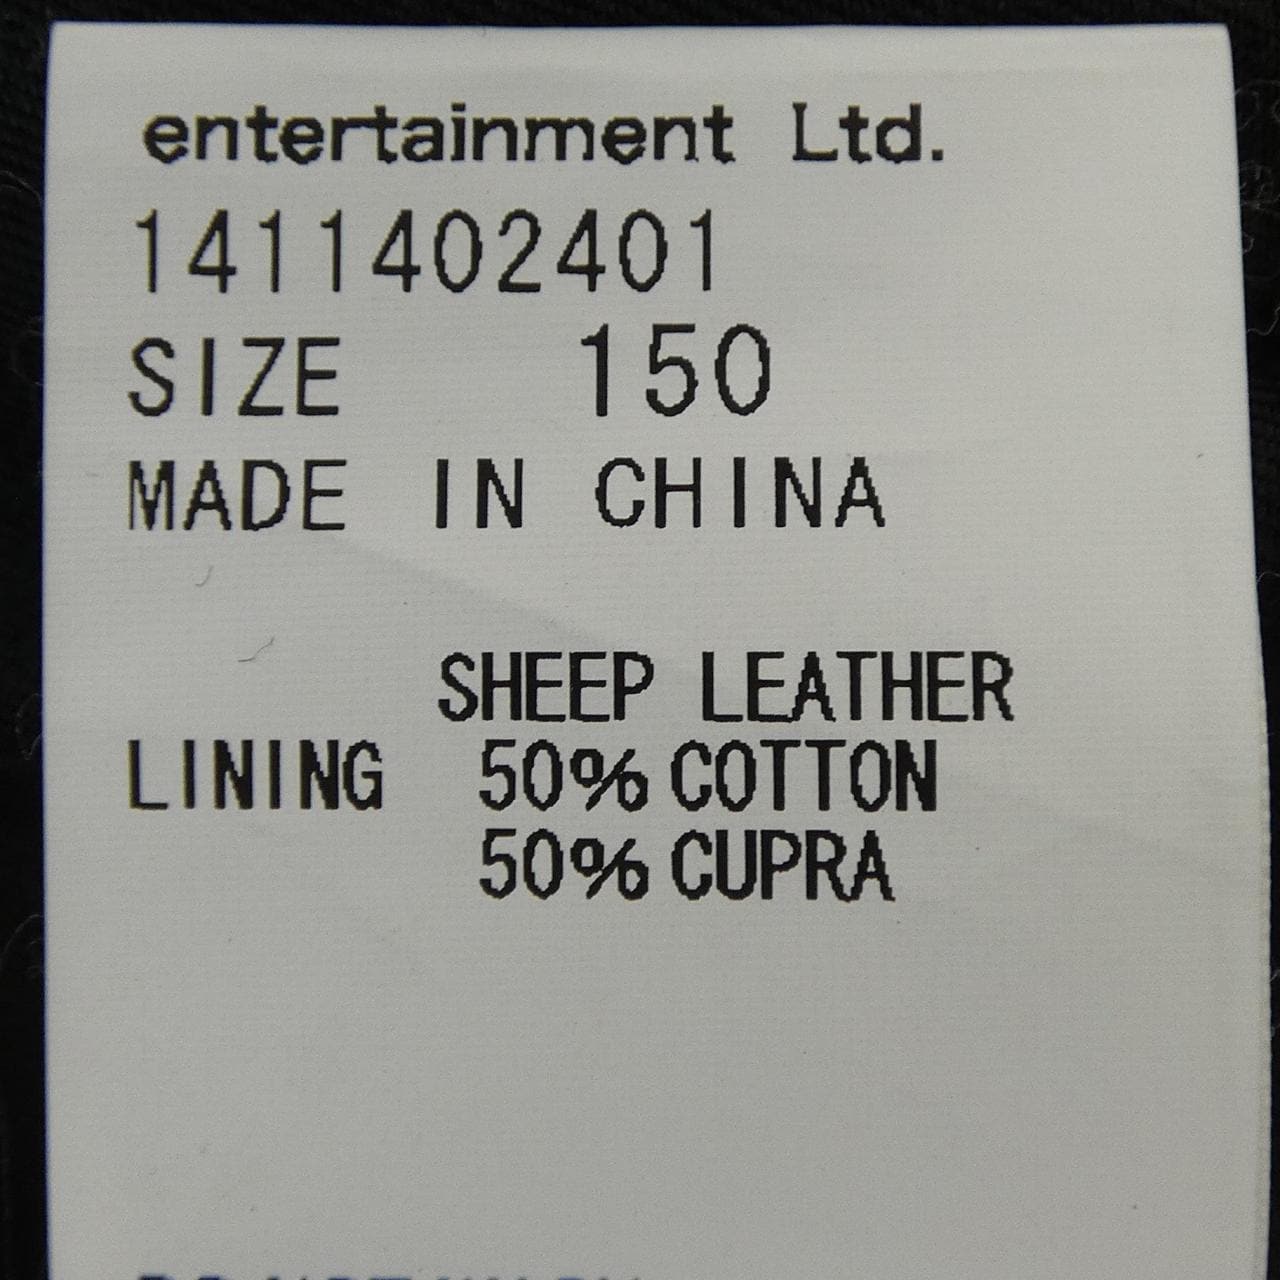 entertainment Ltd.
1411402401
SIZE 150
MADE IN CHINA
SHEEP LEATHER
LINING 50% COTTON
50% CUPRA